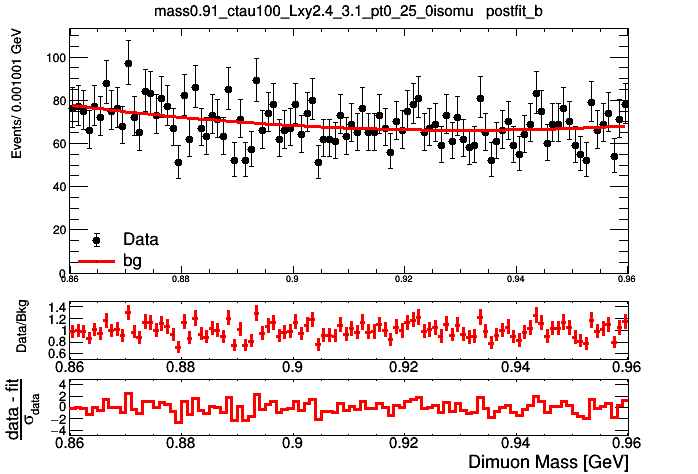 mass0.91_ctau100_Lxy2.4_3.1_pt0_25_0isomu postfit_b
Events/ 0.001001 GeV
100
80
60
40
20
0
Data
bg
0.86 0.88 0.9 0.92 0.94 0.96
Data/Bkg
1.4
1.2
1
0.8
0.6
0.86 0.88 0.9 0.92 0.94 0.96
data - fit
σdata
4
2
0
−2
−4
0.86 0.88 0.9 0.92 0.94 0.96
Dimuon Mass [GeV]